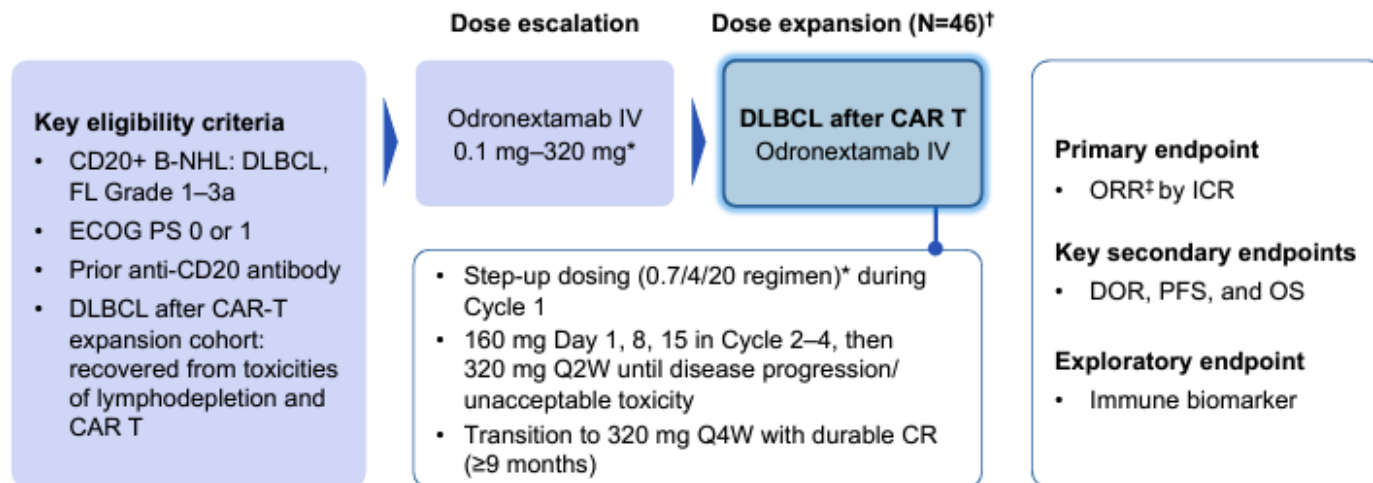 Dose escalation
Dose expansion (N=46)†
Key eligibility criteria
• CD20+ B-NHL: DLBCL,
FL Grade 1–3a
• ECOG PS 0 or 1
• Prior anti-CD20 antibody
• DLBCL after CAR-T
expansion cohort:
recovered from toxicities
of lymphodepletion and
CAR T
Odronextamab IV
0.1 mg–320 mg*
DLBCL after CAR T
Odronextamab IV
• Step-up dosing (0.7/4/20 regimen)* during
Cycle 1
• 160 mg Day 1, 8, 15 in Cycle 2–4, then
320 mg Q2W until disease progression/
unacceptable toxicity
• Transition to 320 mg Q4W with durable CR
(≥9 months)
Primary endpoint
• ORR‡ by ICR
Key secondary endpoints
• DOR, PFS, and OS
Exploratory endpoint
• Immune biomarker